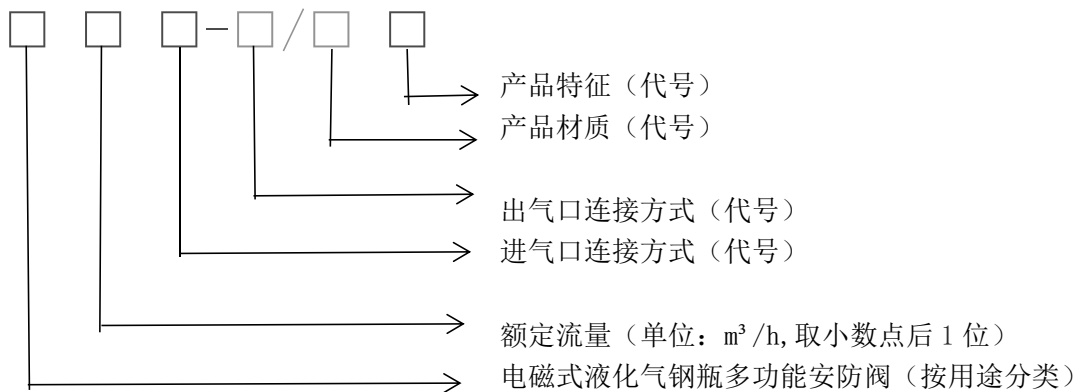 □ □ □-□/□ □
产品特征（代号）
产品材质（代号）
出气口连接方式（代号）
进气口连接方式（代号）
额定流量（单位：m³/h,取小数点后 1 位）
电磁式液化气钢瓶多功能安防阀（按用途分类）